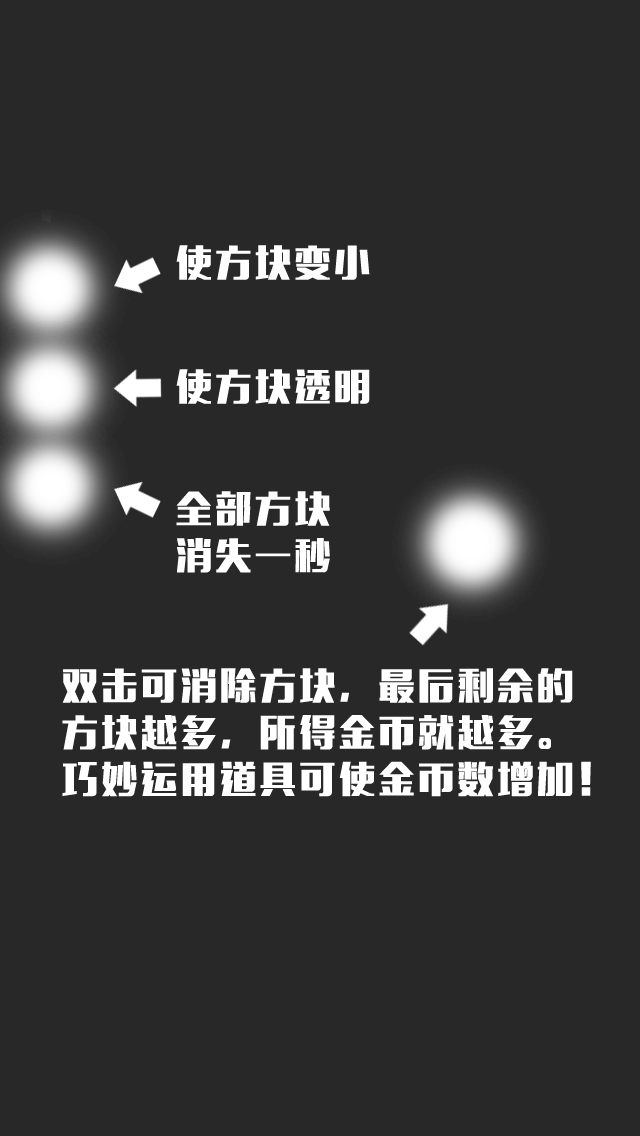 使方块变小
使方块透明
全部方块
消失一秒
双击可消除方块，最后剩余的
方块越多，所得金币就越多。
巧妙运用道具可使金币数增加！